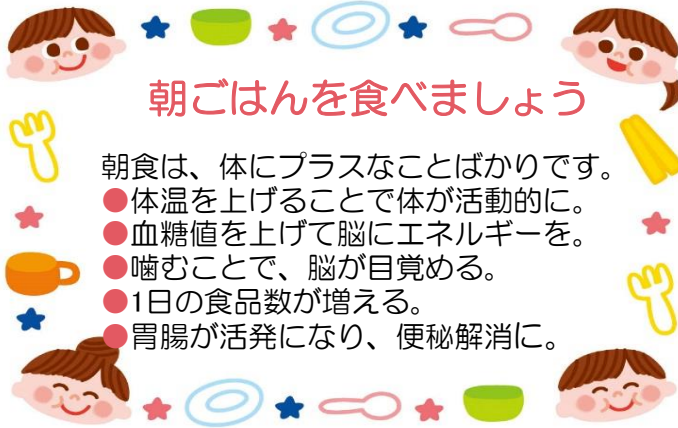 朝ごはんを食べましょう
朝食は、体にプラスなことばかりです。
●体温を上げることで体が活動的に。
●血糖値を上げて脳にエネルギーを。
●噛むことで、脳が目覚める。
●1日の食品数が増える。
●胃腸が活発になり、便秘解消に。